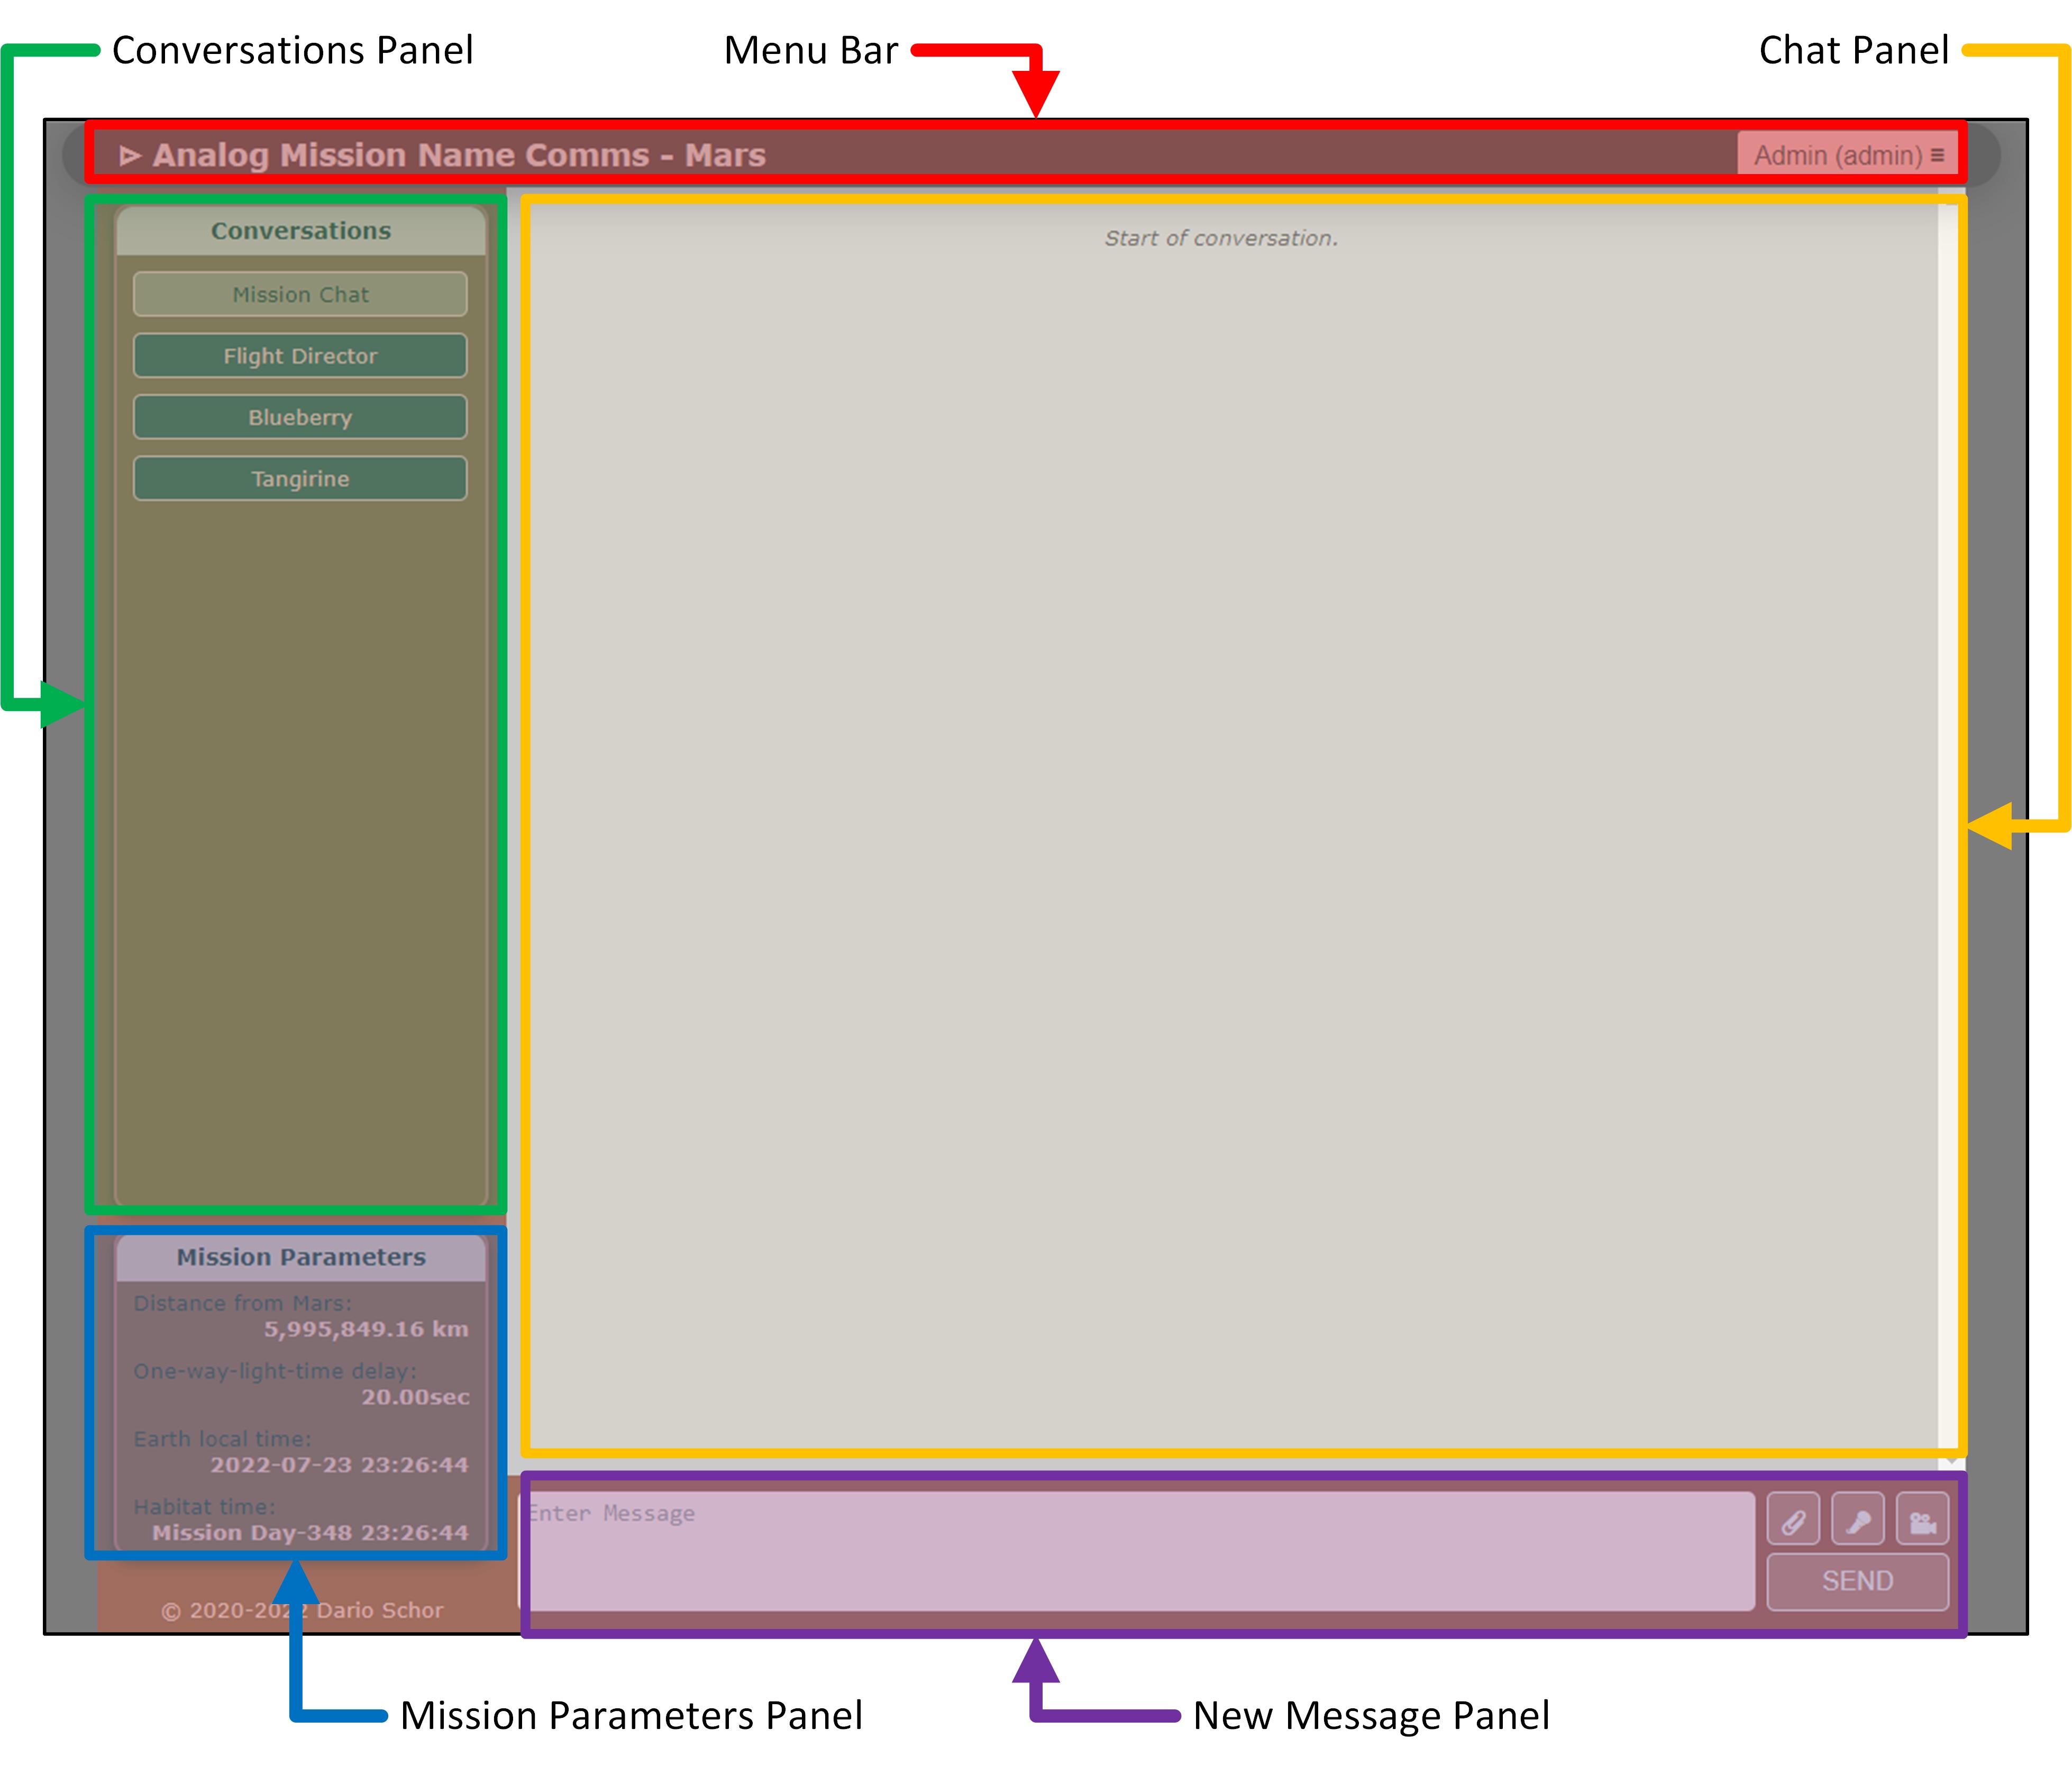 Conversations Panel
Menu Bar
Chat Panel
Analog Mission Name Comms - Mars
Admin (admin) ≡
Conversations
Mission Chat
Flight Director
Blueberry
Tangirine
Start of conversation.
Mission Parameters
Distance from Mars:
5,995,849.16 km
One-way-light-time delay:
20.00sec
Earth local time:
2022-07-23 23:26:44
Habitat time:
Mission Day-348 23:26:44
© 2020-2022 Dario Schor
Enter Message
SEND
Mission Parameters Panel
New Message Panel